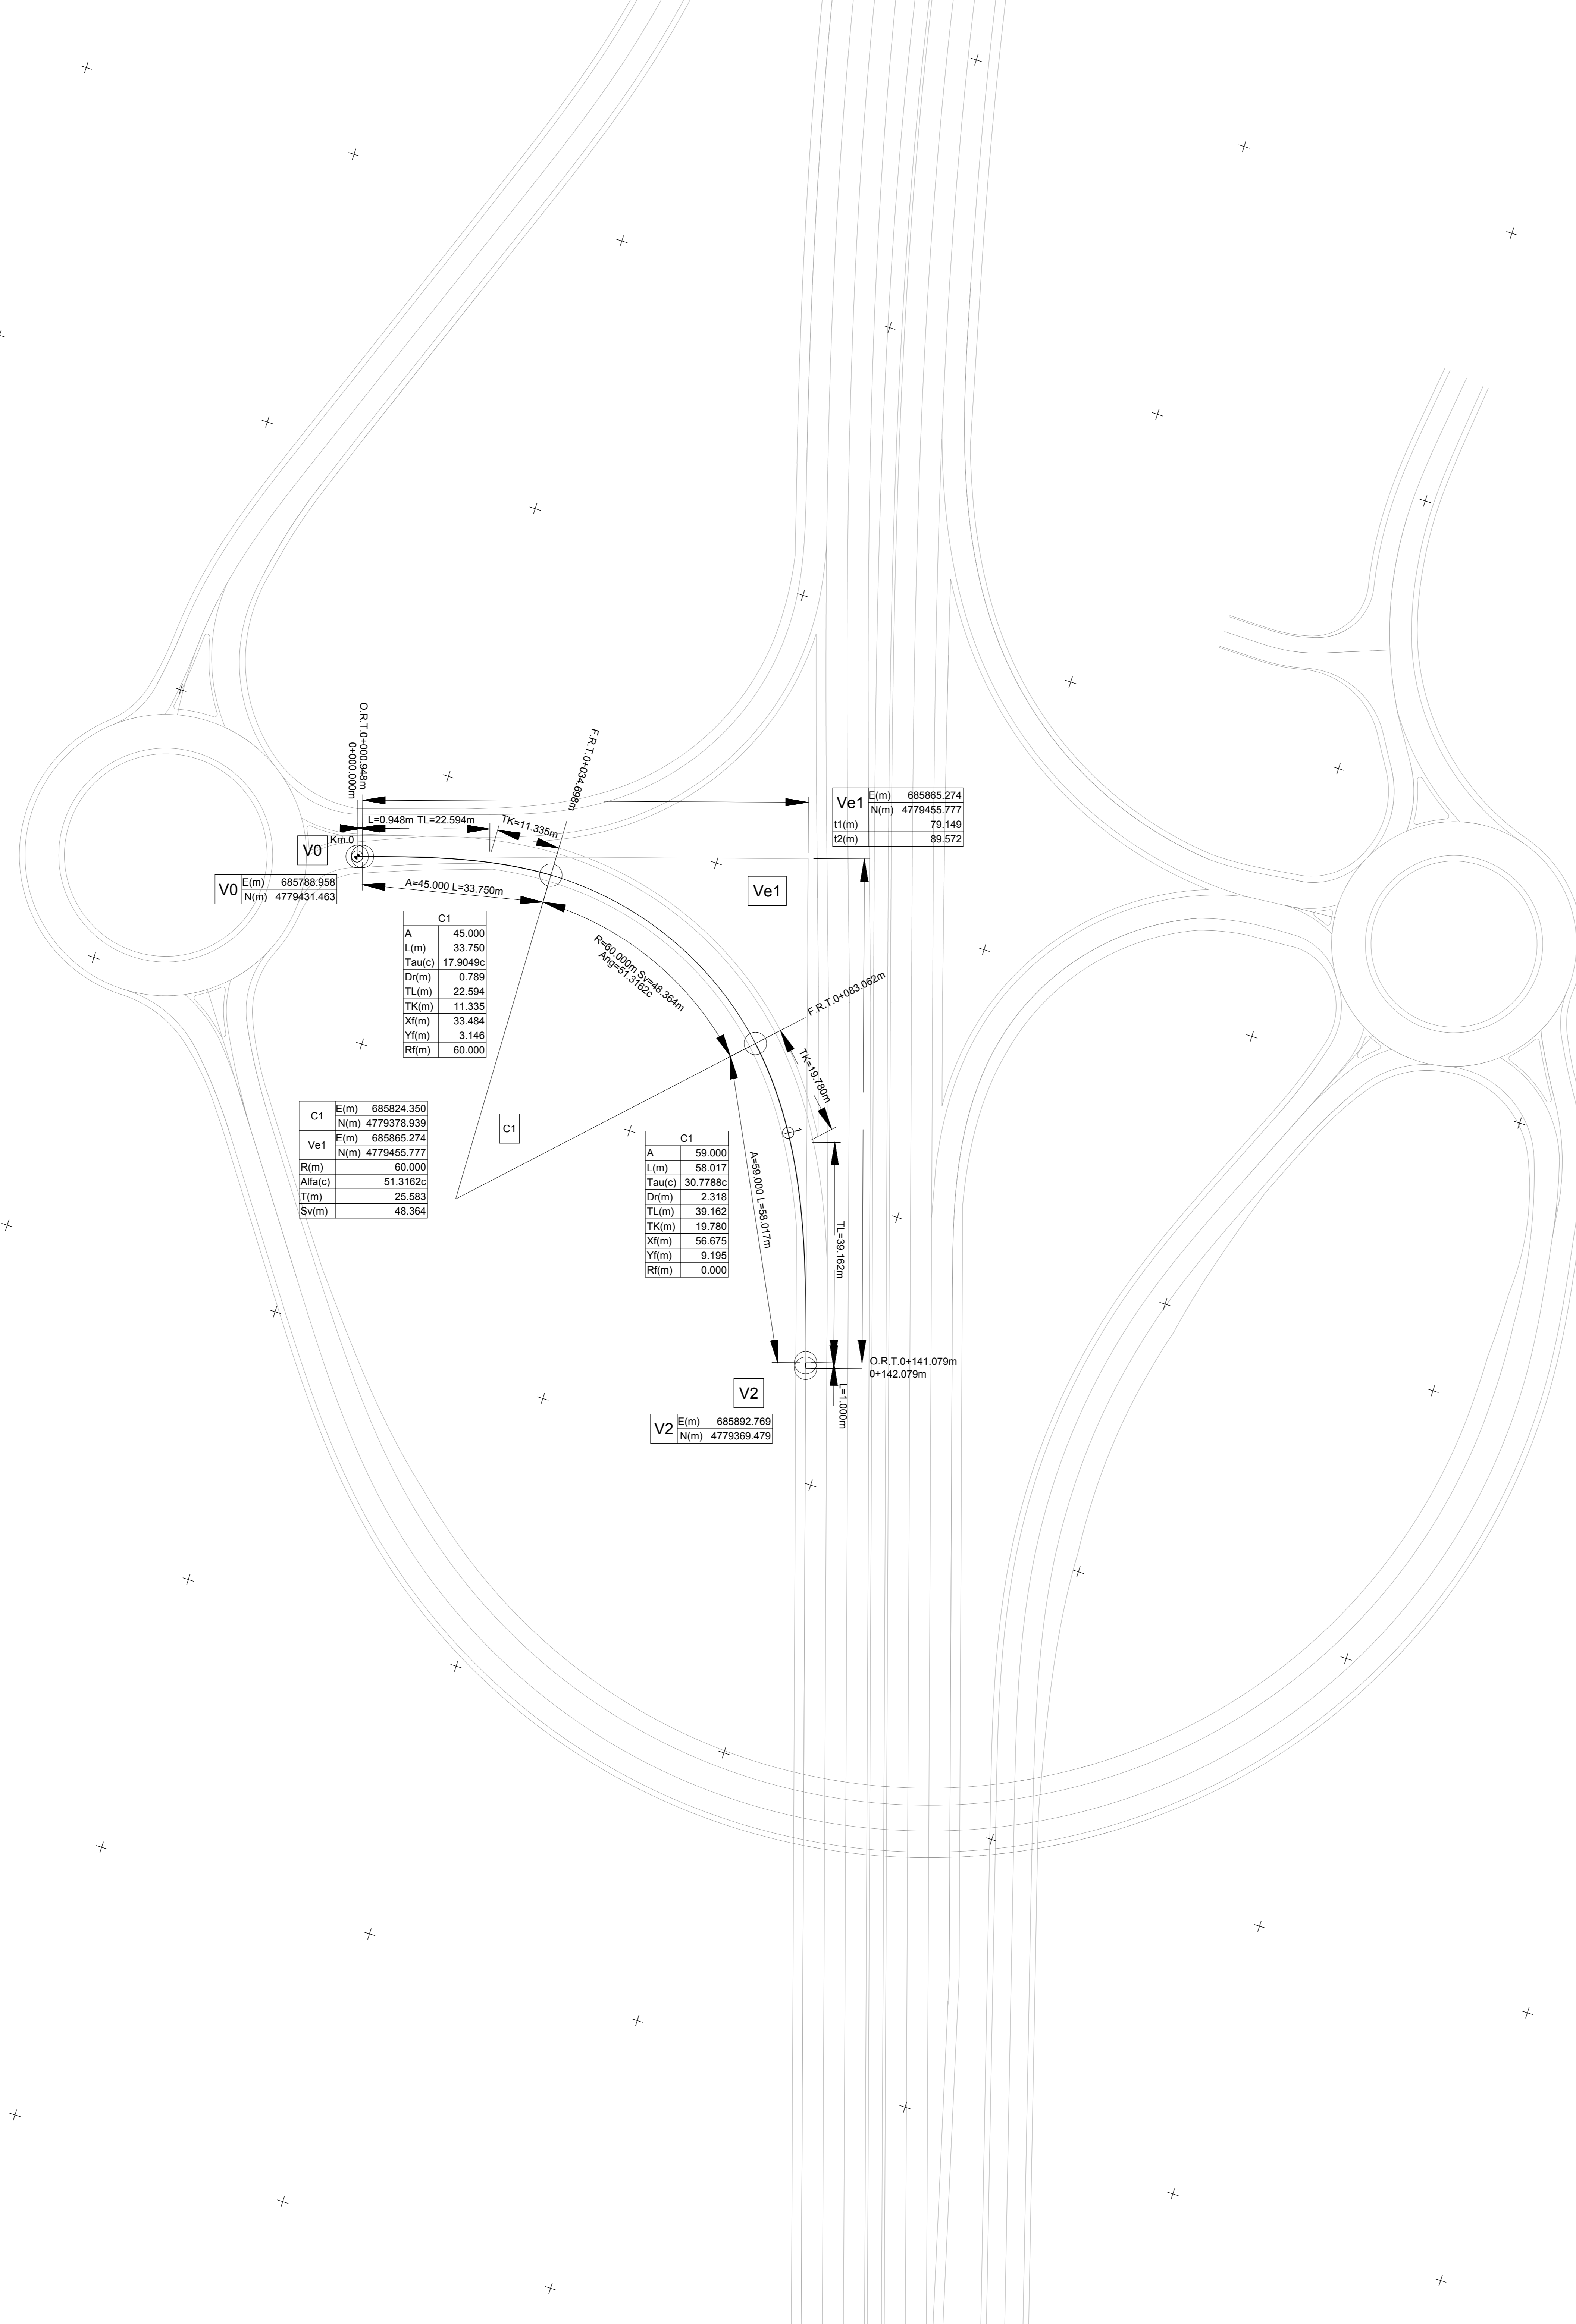 O.R.T.0+000.948m
0+000.000m
F.R.T.0+034.698m
L=0.948m TL=22.594m
TK=11.335m
Km.0
V0
V0 E(m) 685788.958
N(m) 4779431.463
Ve1 E(m) 685865.274
N(m) 4779455.777
t1(m) 79.149
t2(m) 89.572
Ve1
A=45.000 L=33.750m
C1
A 45.000
L(m) 33.750
Tau(c) 17.9049c
Dr(m) 0.789
TL(m) 22.594
TK(m) 11.335
Xf(m) 33.484
Yf(m) 3.146
Rf(m) 60.000
R=60.000m Sv=48.364m
Ang=51.3162c
F.R.T.0+083.062m
TK=19.780m
1
C1 E(m) 685824.350
N(m) 4779378.939
Ve1 E(m) 685865.274
N(m) 4779455.777
R(m) 60.000
Alfa(c) 51.3162c
T(m) 25.583
Sv(m) 48.364
C1
C1
A 59.000
L(m) 58.017
Tau(c) 30.7788c
Dr(m) 2.318
TL(m) 39.162
TK(m) 19.780
Xf(m) 56.675
Yf(m) 9.195
Rf(m) 0.000
A=59.000 L=58.017m
TL=39.162m
O.R.T.0+141.079m
0+142.079m
L=1.000m
V2
V2 E(m) 685892.769
N(m) 4779369.479